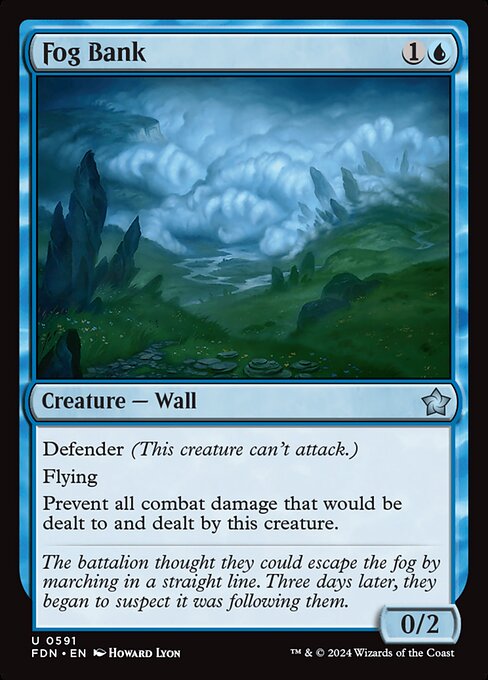 Fog Bank 1
Creature — Wall
Defender (This creature can't attack.)
Flying
Prevent all combat damage that would be
dealt to and dealt by this creature.
The battalion thought they could escape the fog by
marching in a straight line. Three days later, they
began to suspect it was following them.
0/2
U 0591
FDN • EN Howard Lyon
™ & © 2024 Wizards of the Coast